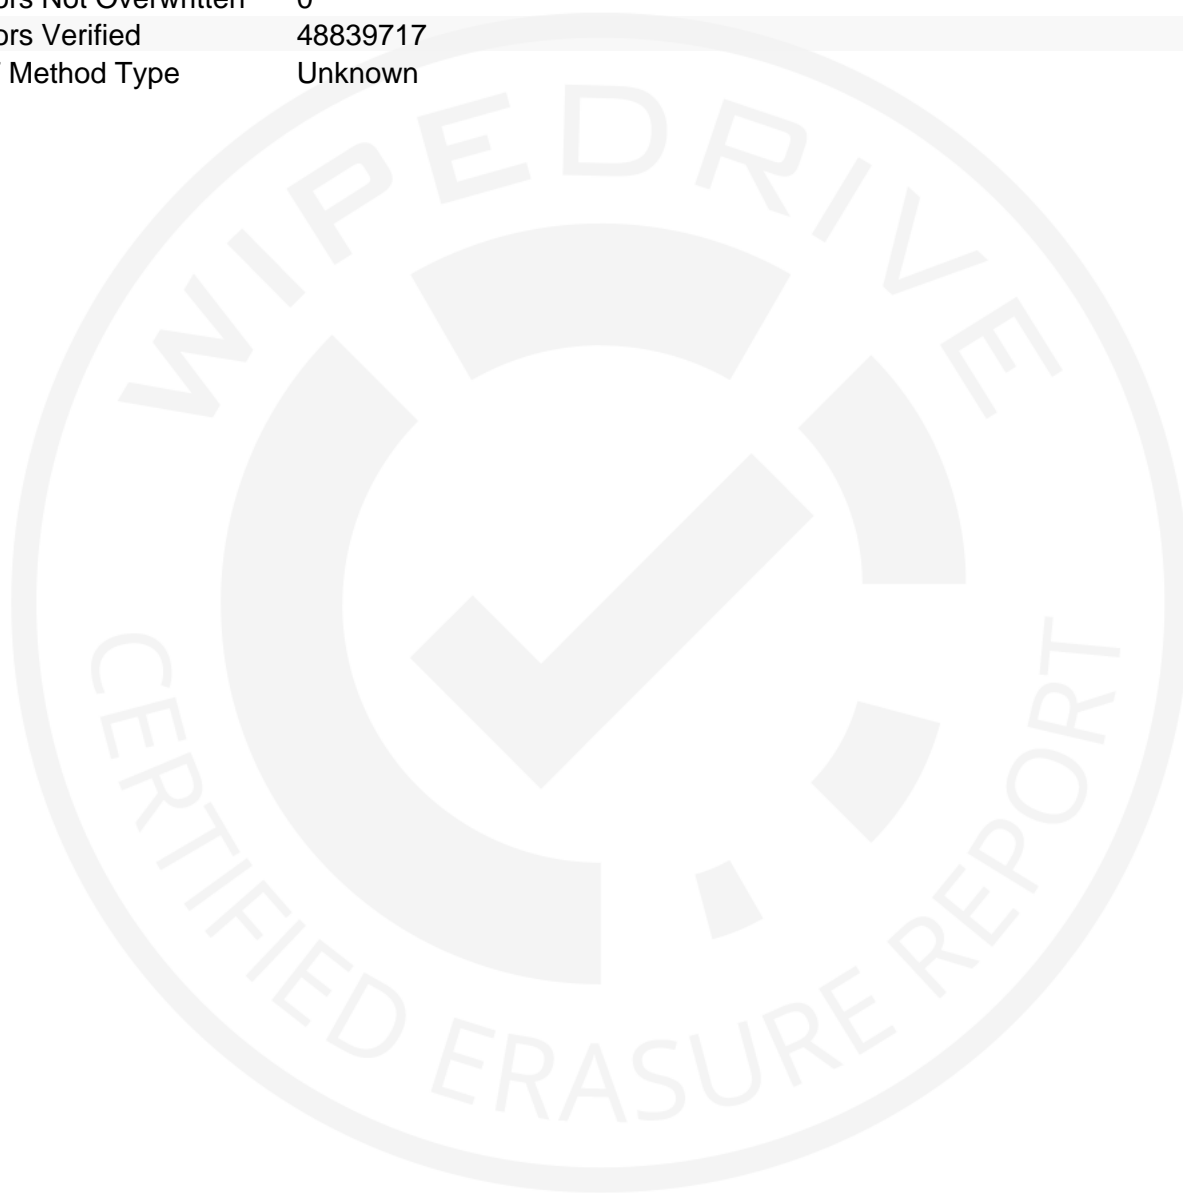 ors Not Overwritten 0
ors Verified 48839717
Method Type Unknown
WIPEDRIVE
CERTIFIED ERASURE REPORT